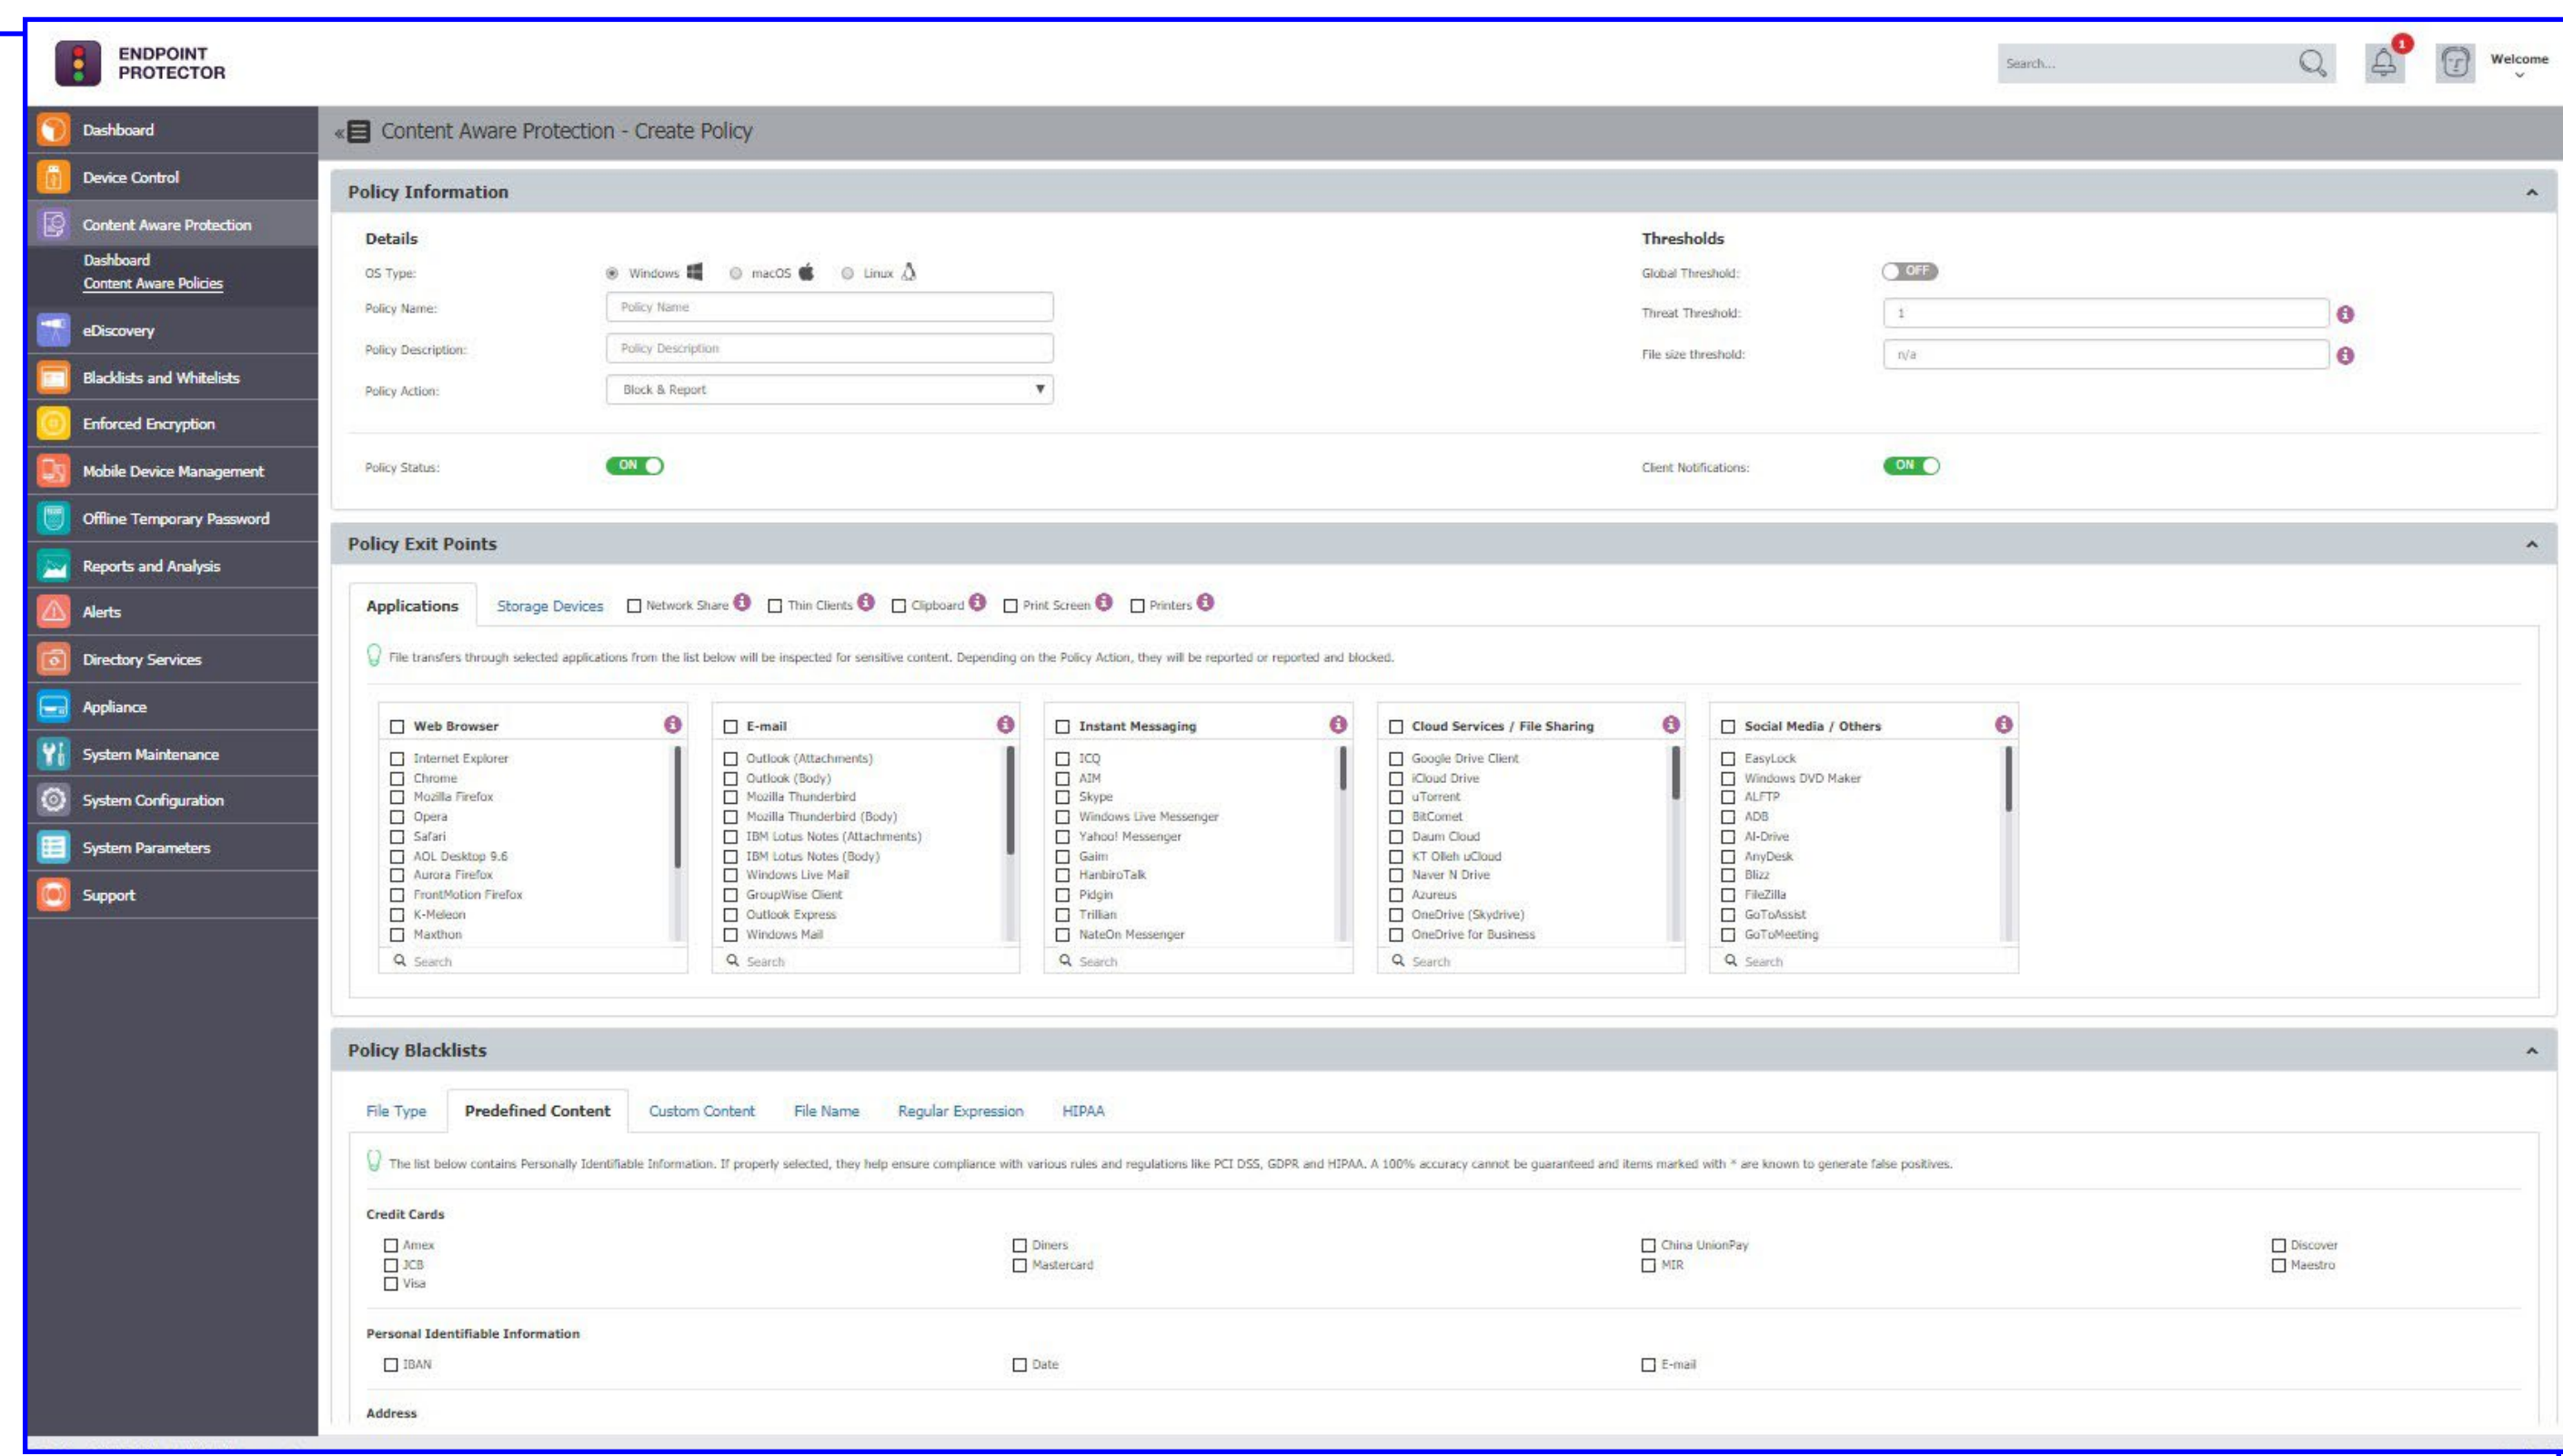 ENDPOINT
PROTECTOR
Search...
1
Welcome
Dashboard
Device Control
Content Aware Protection
Dashboard
Content Aware Policies
eDiscovery
Blacklists and Whitelists
Enforced Encryption
Mobile Device Management
Offline Temporary Password
Reports and Analysis
Alerts
Directory Services
Appliance
System Maintenance
System Configuration
System Parameters
Support
« Content Aware Protection - Create Policy
Policy Information
Details
OS Type: Windows macOS Linux
Policy Name: Policy Name
Policy Description: Policy Description
Policy Action: Block & Report
Thresholds
Global Threshold: OFF
Threat Threshold: 1
File size threshold: n/a
Policy Status: ON
Client Notifications: ON
Policy Exit Points
Applications Storage Devices Network Share Thin Clients Clipboard Print Screen Printers
File transfers through selected applications from the list below will be inspected for sensitive content. Depending on the Policy Action, they will be reported or reported and blocked.
Web Browser
Internet Explorer
Chrome
Mozilla Firefox
Opera
Safari
AOL Desktop 9.6
Aurora Firefox
FrontMotion Firefox
K-Meleon
Maxthon
Search
E-mail
Outlook (Attachments)
Outlook (Body)
Mozilla Thunderbird
Mozilla Thunderbird (Body)
IBM Lotus Notes (Attachments)
IBM Lotus Notes (Body)
Windows Live Mail
GroupWise Client
Outlook Express
Windows Mail
Search
Instant Messaging
ICQ
AIM
Skype
Windows Live Messenger
Yahoo! Messenger
Gaim
HanbiroTalk
Pidgin
Trillian
NateOn Messenger
Search
Cloud Services / File Sharing
Google Drive Client
iCloud Drive
uTorrent
BitComet
Daum Cloud
KT Olleh uCloud
Naver N Drive
Azureus
OneDrive (Skydrive)
OneDrive for Business
Search
Social Media / Others
EasyLock
Windows DVD Maker
ALFTP
ADB
Al-Drive
AnyDesk
Blizz
FileZilla
GoToAssist
GoToMeeting
Search
Policy Blacklists
File Type Predefined Content Custom Content File Name Regular Expression HIPAA
The list below contains Personally Identifiable Information. If properly selected, they help ensure compliance with various rules and regulations like PCI DSS, GDPR and HIPAA. A 100% accuracy cannot be guaranteed and items marked with * are known to generate false positives.
Credit Cards
Amex Diners China UnionPay Discover
JCB Mastercard MIR Maestro
Visa
Personal Identifiable Information
IBAN Date E-mail
Address